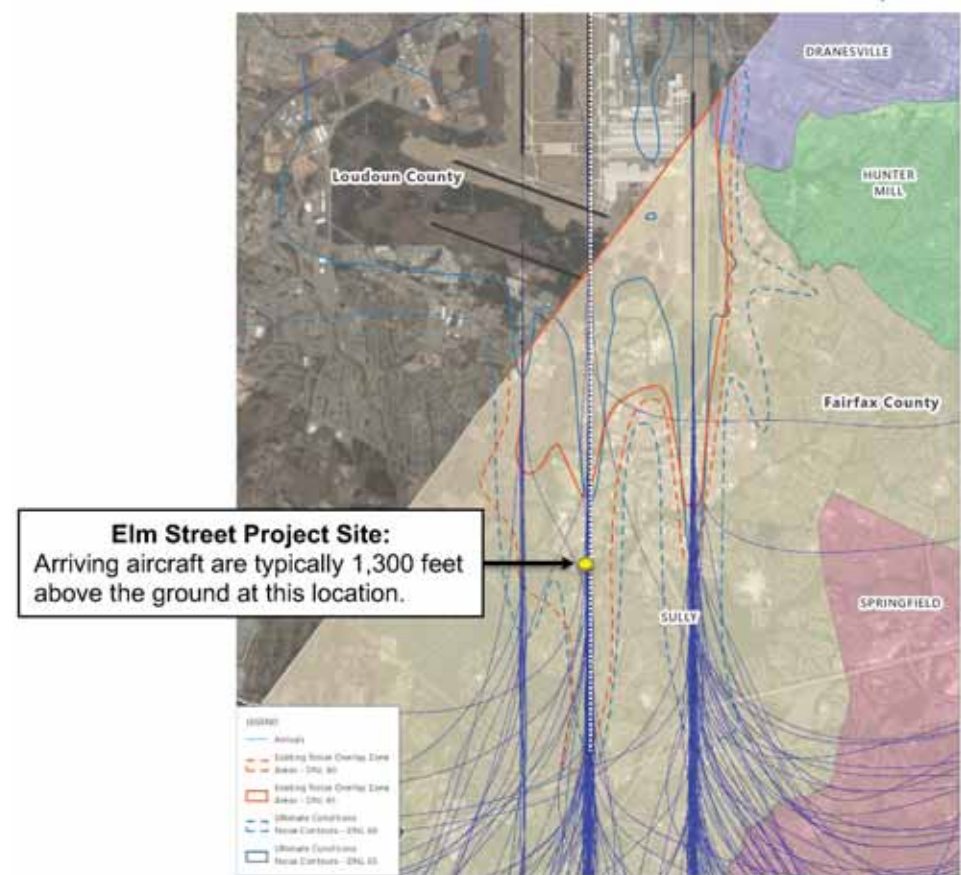 DRANESVILLE
HUNTER
MILL
Loudoun County
Fairfax County
Elm Street Project Site:
Arriving aircraft are typically 1,300 feet
above the ground at this location.
SULLY
SPRINGFIELD
LEGEND
Arrivals
Existing Noise Overlay Zone
Areas - DNL 60
Existing Noise Overlay Zone
Areas - DNL 65
Ultimate Conditions
Noise Contours - DNL 60
Ultimate Conditions
Noise Contours - DNL 65